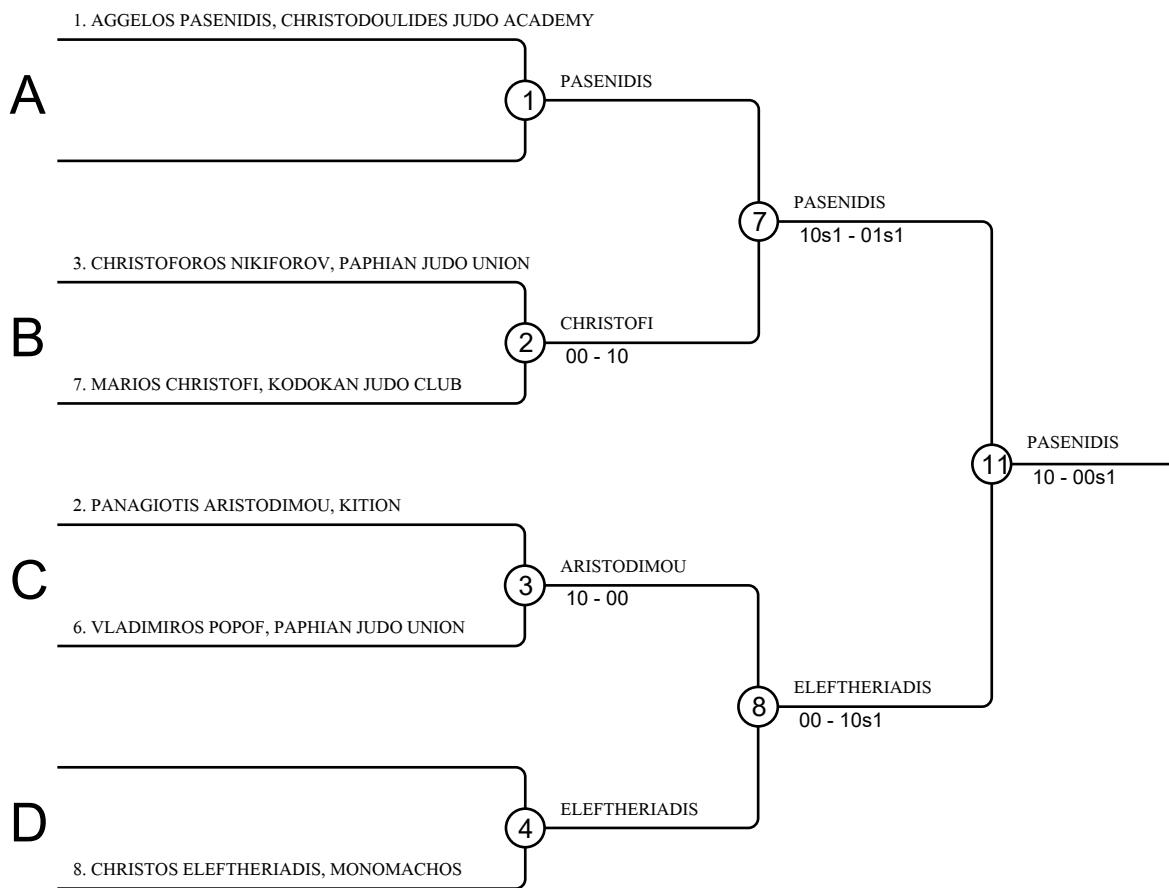 1. AGGELOS PASENIDIS, CHRISTODOULIDES JUDO ACADEMY
A
1
PASENIDIS
7
PASENIDIS
10s1 - 01s1
3. CHRISTOFOROS NIKIFOROV, PAPHIAN JUDO UNION
B
2
CHRISTOFI
00 - 10
7. MARIOS CHRISTOFI, KODOKAN JUDO CLUB
11
PASENIDIS
10 - 00s1
2. PANAGIOTIS ARISTODIMOU, KITION
C
3
ARISTODIMOU
10 - 00
6. VLADIMIROS POPOF, PAPHIAN JUDO UNION
8
ELEFTHERIADIS
00 - 10s1
D
4
ELEFTHERIADIS
8. CHRISTOS ELEFTHERIADIS, MONOMACHOS